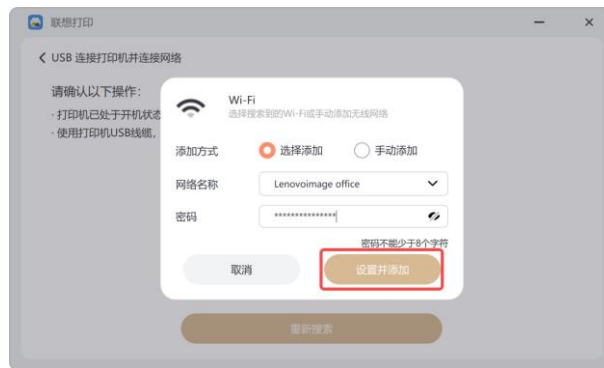 联想打印
USB 连接打印机并连接网络
请确认以下操作:
· 打印机已处于开机状态
· 使用打印机USB线缆,
Wi-Fi
选择搜索到的Wi-Fi或手动添加无线网络
添加方式 选择添加 手动添加
网络名称 Lenovoimage office
密码 ***************
密码不能少于8个字符
取消 设置并添加
重新搜索